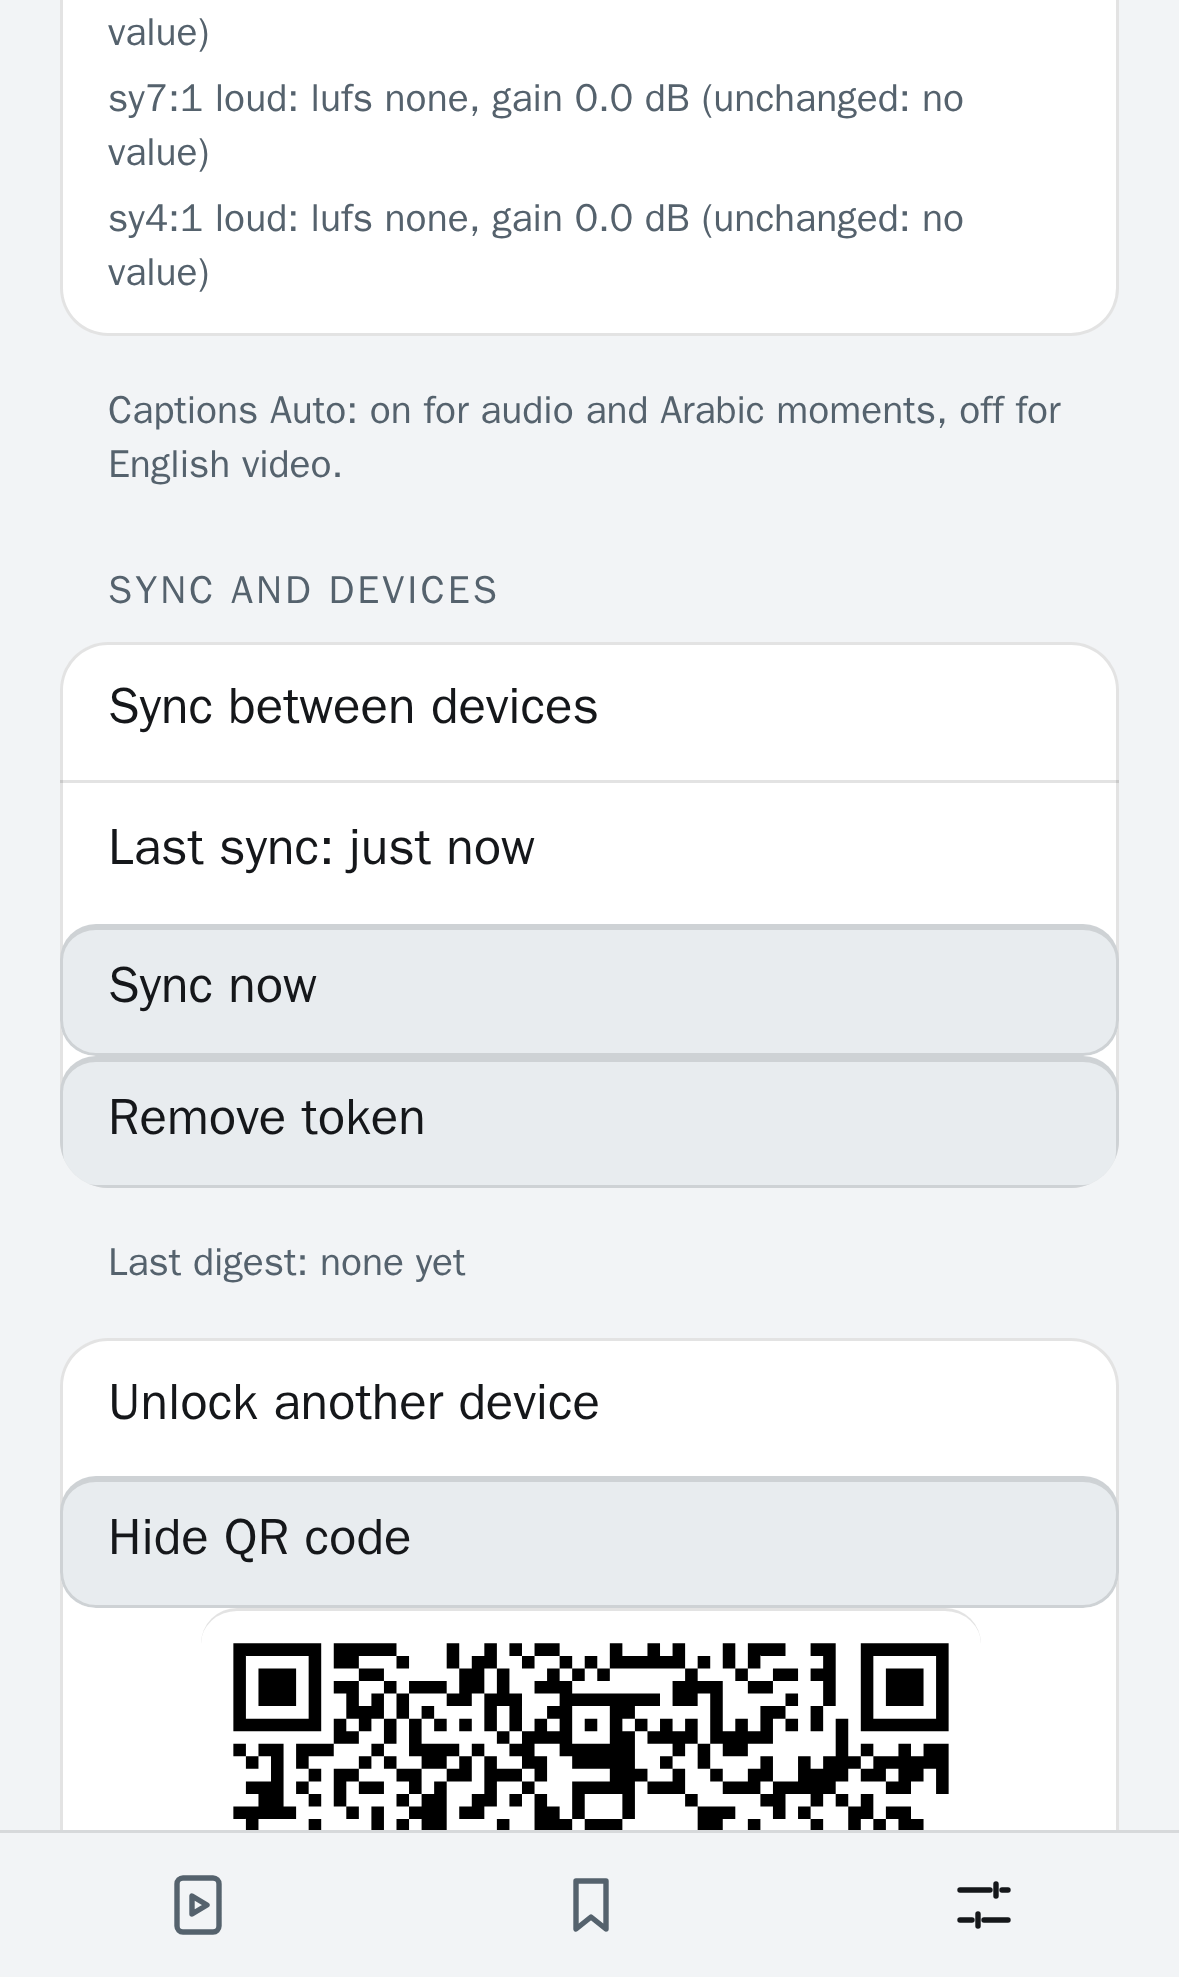 value)
sy7:1 loud: lufs none, gain 0.0 dB (unchanged: no
value)
sy4:1 loud: lufs none, gain 0.0 dB (unchanged: no
value)
Captions Auto: on for audio and Arabic moments, off for
English video.
SYNC AND DEVICES
Sync between devices
Last sync: just now
Sync now
Remove token
Last digest: none yet
Unlock another device
Hide QR code